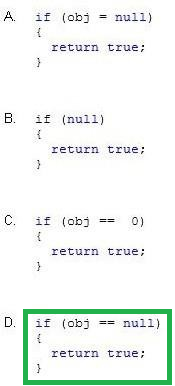 A. if (obj = null)
{
return true;
}
B. if (null)
{
return true;
}
C. if (obj == 0)
{
return true;
}
D. if (obj == null)
{
return true;
}